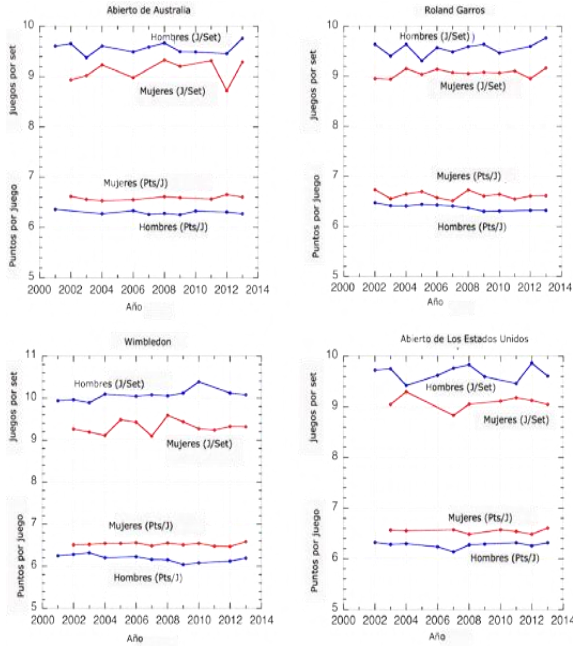 Abierto de Australia
10
Hombres (J/Set)
9
Mujeres (J/Set)
8
7
Mujeres (Pts/J)
6
Hombres (Pts/J)
5
Juegos por set
Puntos por juego
2000 2002 2004 2006 2008 2010 2012 2014
Año
Roland Garros
10
Hombres (J/Set)
9
Mujeres (J/Set)
8
7
Mujeres (Pts/J)
6
Hombres (Pts/J)
5
Juegos por set
Puntos por juego
2000 2002 2004 2006 2008 2010 2012 2014
Año
Wimbledon
11
Hombres (J/Set)
10
9
Mujeres (J/Set)
8
7
Mujeres (Pts/J)
6
Hombres (Pts/J)
5
Juegos por set
Puntos por juego
2000 2002 2004 2006 2008 2010 2012 2014
Año
Abierto de Los Estados Unidos
10
Hombres (J/Set)
9
Mujeres (J/Set)
8
7
Mujeres (Pts/J)
6
Hombres (Pts/J)
5
Juegos por set
Puntos por juego
2000 2002 2004 2006 2008 2010 2012 2014
Año